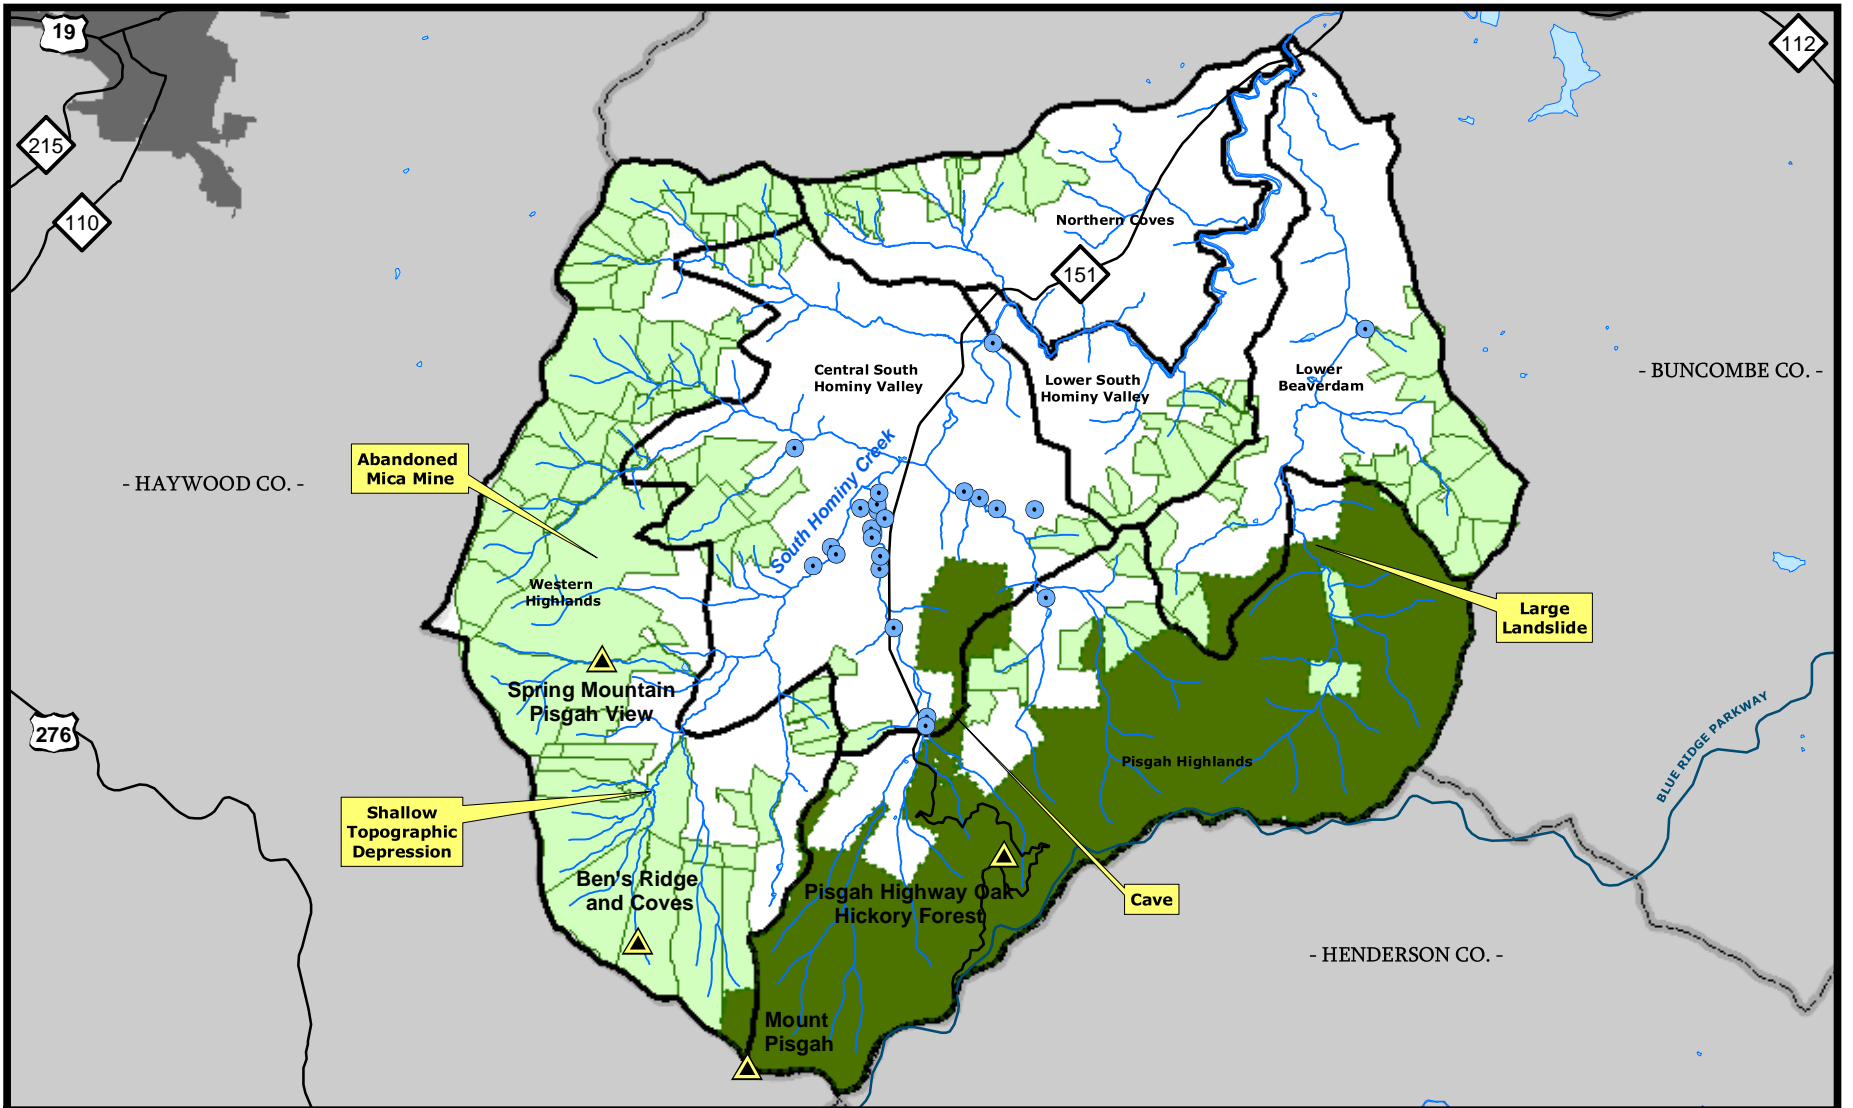 19
112
215
110
Northern Coves
151
- BUNCOMBE CO. -
Central South
Hominy Valley
Lower South
Hominy Valley
Lower
Beaverdam
Abandoned
Mica Mine
- HAYWOOD CO. -
South Hominy Creek
Western
Highlands
Large
Landslide
Spring Mountain
Pisgah View
276
BLUE RIDGE PARKWAY
Pisgah Highlands
Shallow
Topographic
Depression
Ben's Ridge
and Coves
Pisgah Highway Oak
Hickory Forest
Cave
- HENDERSON CO. -
Mount
Pisgah